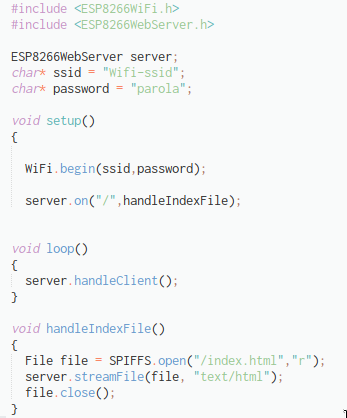 #include <ESP8266WiFi.h>
#include <ESP8266WebServer.h>
ESP8266WebServer server;
char* ssid = "Wifi-ssid";
char* password = "parola";
void setup()
{
WiFi.begin(ssid,password);
server.on("/",handleIndexFile);
void loop()
{
server.handleClient();
}
void handleIndexFile()
{
File file = SPIFFS.open("/index.html","r");
server.streamFile(file, "text/html");
file.close();
}